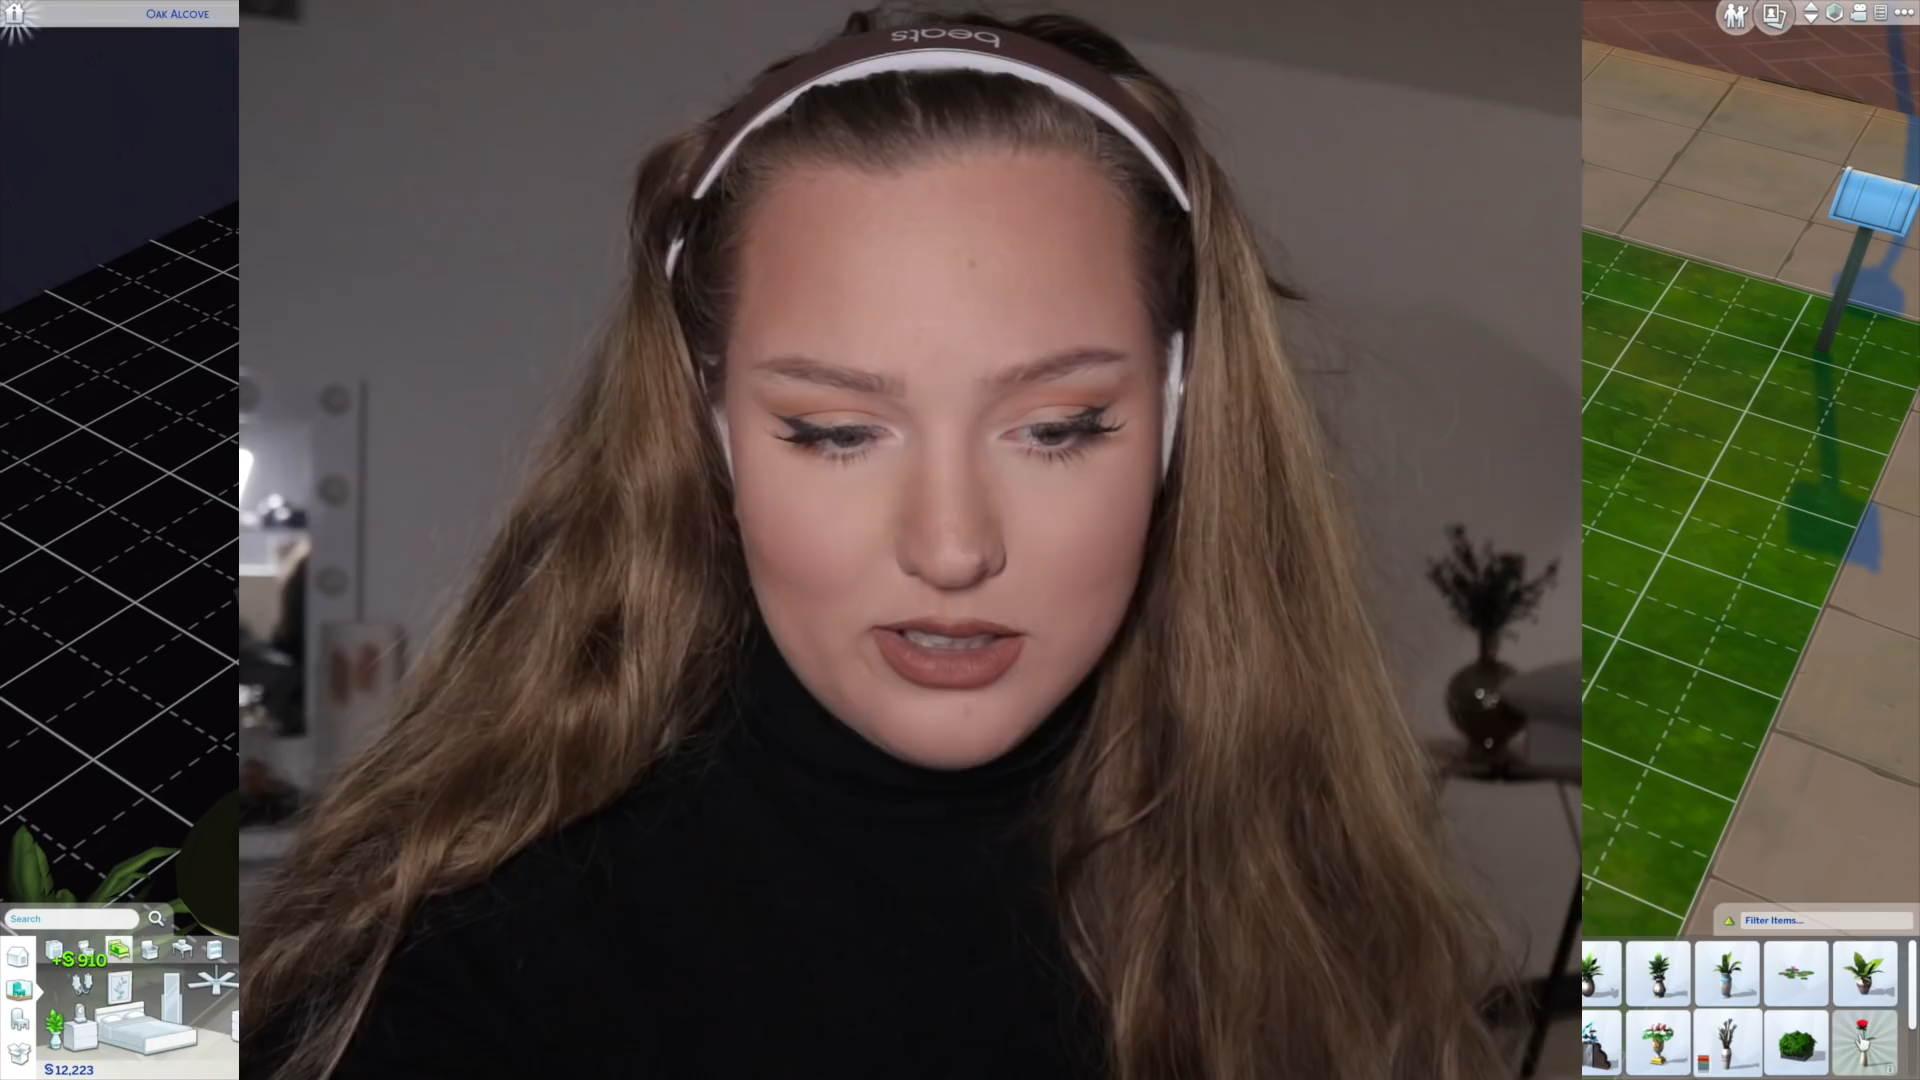 OAK ALCOVE
beats
Search
+§910
§12,223
Filter Items...